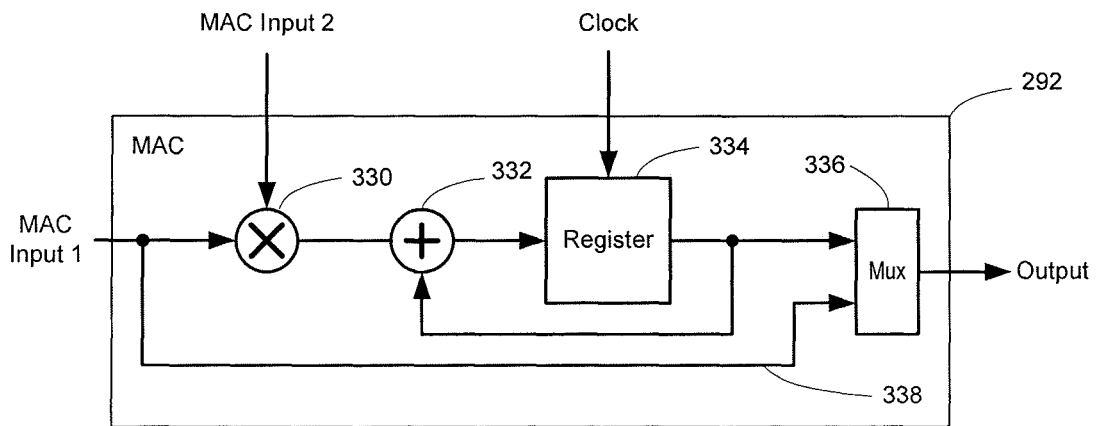 MAC Input 2
Clock
292
MAC
330
332
334
336
MAC
Input 1
Register
Mux
Output
338